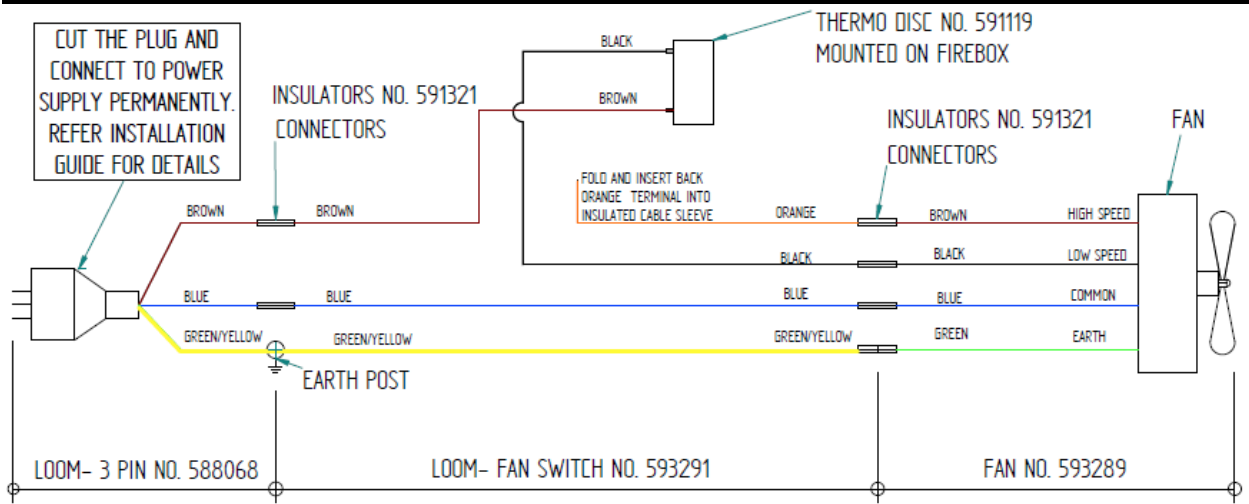 CUT THE PLUG AND
CONNECT TO POWER
SUPPLY PERMANENTLY.
REFER INSTALLATION
GUIDE FOR DETAILS
INSULATORS NO. 591321
CONNECTORS
BLACK
BROWN
THERMO DISC NO. 591119
MOUNTED ON FIREBOX
INSULATORS NO. 591321
CONNECTORS
FAN
FOLD AND INSERT BACK
ORANGE TERMINAL INTO
INSULATED CABLE SLEEVE
BROWN
BROWN
ORANGE
BROWN
HIGH SPEED
BLACK
BLACK
LOW SPEED
BLUE
BLUE
BLUE
BLUE
COMMON
GREEN/YELLOW
GREEN/YELLOW
GREEN/YELLOW
GREEN
EARTH
EARTH POST
LOOM- 3 PIN NO. 588068
LOOM- FAN SWITCH NO. 593291
FAN NO. 593289